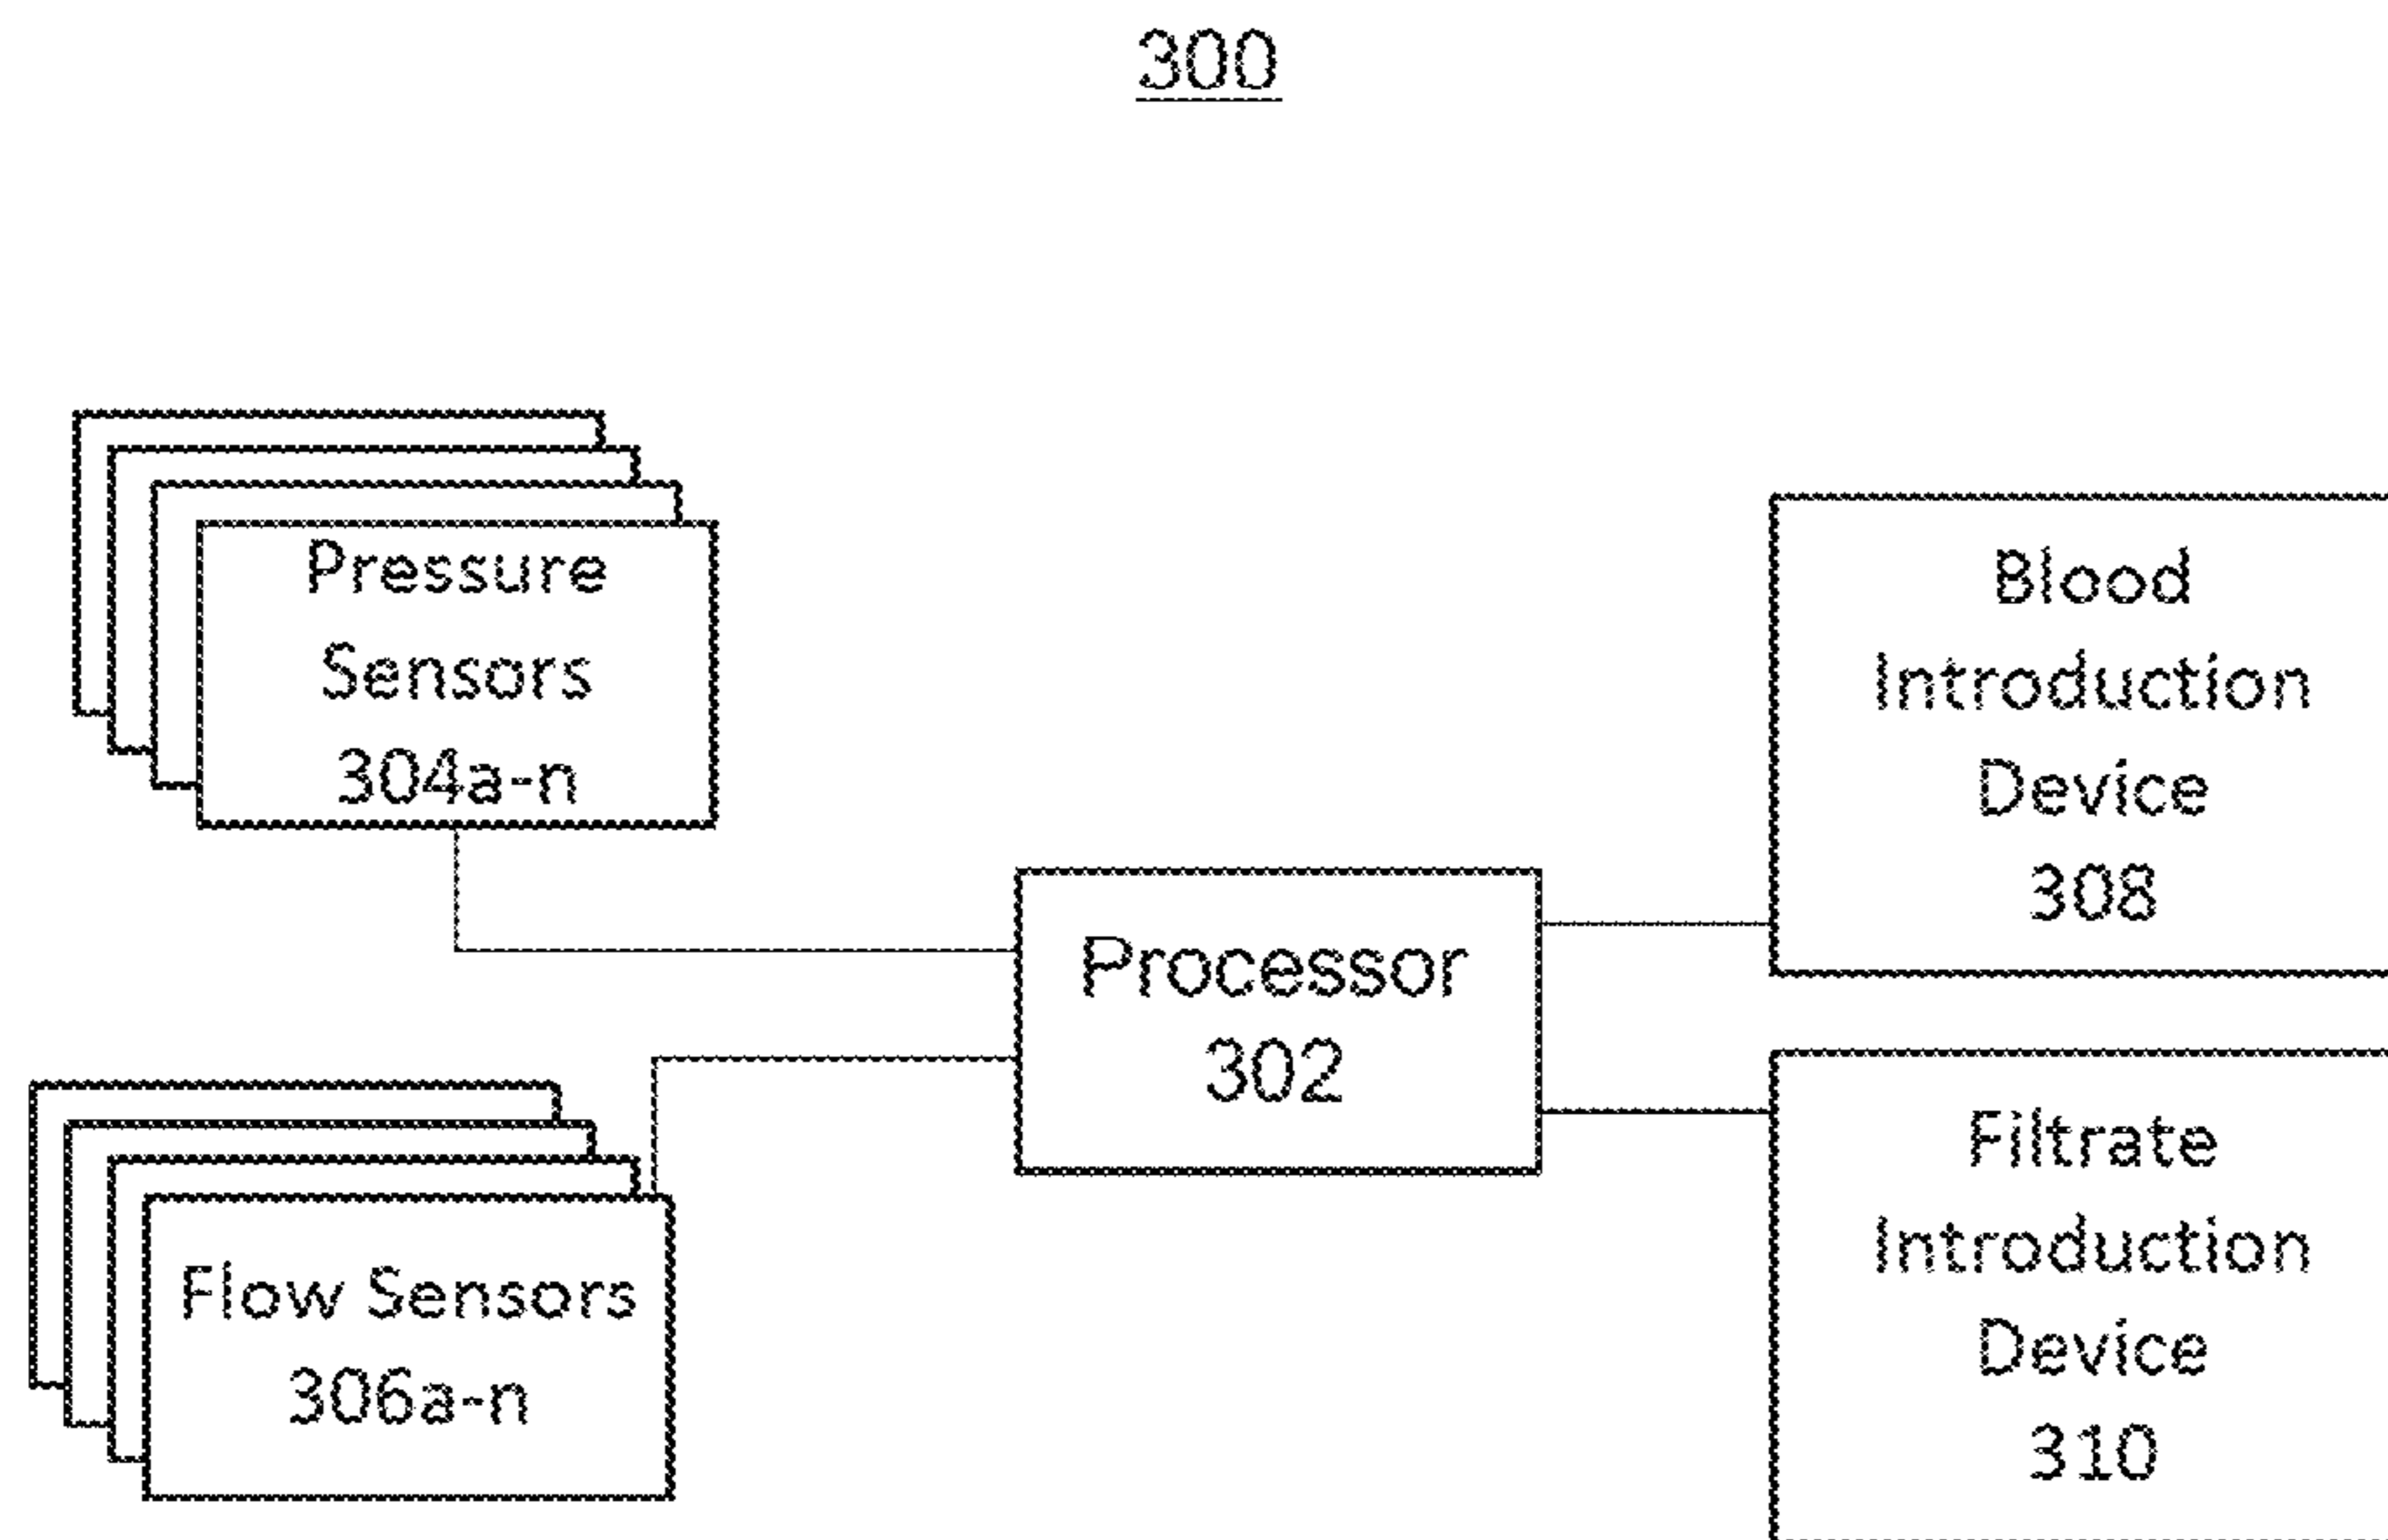 300
Pressure
Sensors
304a-n
Blood
Introduction
Device
308
Processor
302
Flow Sensors
306a-n
Filtrate
Introduction
Device
310